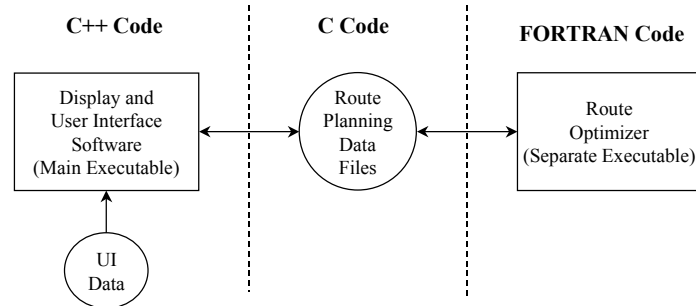 C++ Code
C Code
FORTRAN Code
Display and
User Interface
Software
(Main Executable)
Route
Planning
Data
Files
Route
Optimizer
(Separate Executable)
UI
Data